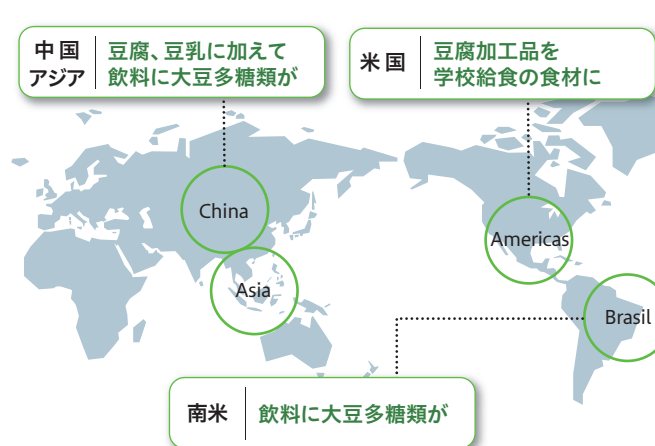 中国
アジア
豆腐、豆乳に加えて
飲料に大豆多糖類が
米国
豆腐加工品を
学校給食の食材に
China
Asia
Americas
Brasil
南米
飲料に大豆多糖類が